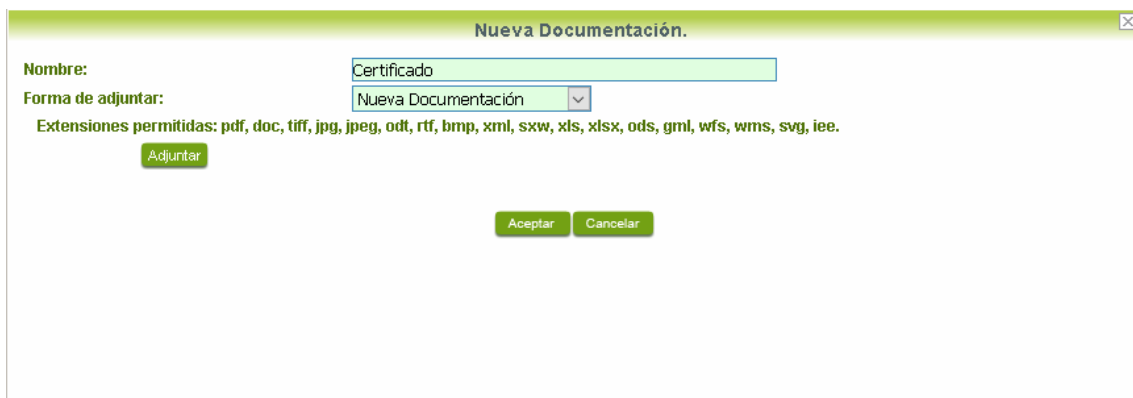 Nueva Documentación.
Nombre: Certificado
Forma de adjuntar: Nueva Documentación
Extensiones permitidas: pdf, doc, tiff, jpg, jpeg, odt, rtf, bmp, xml, sxw, xls, xlsx, ods, gml, wfs, wms, svg, iee.
Adjuntar
Aceptar Cancelar